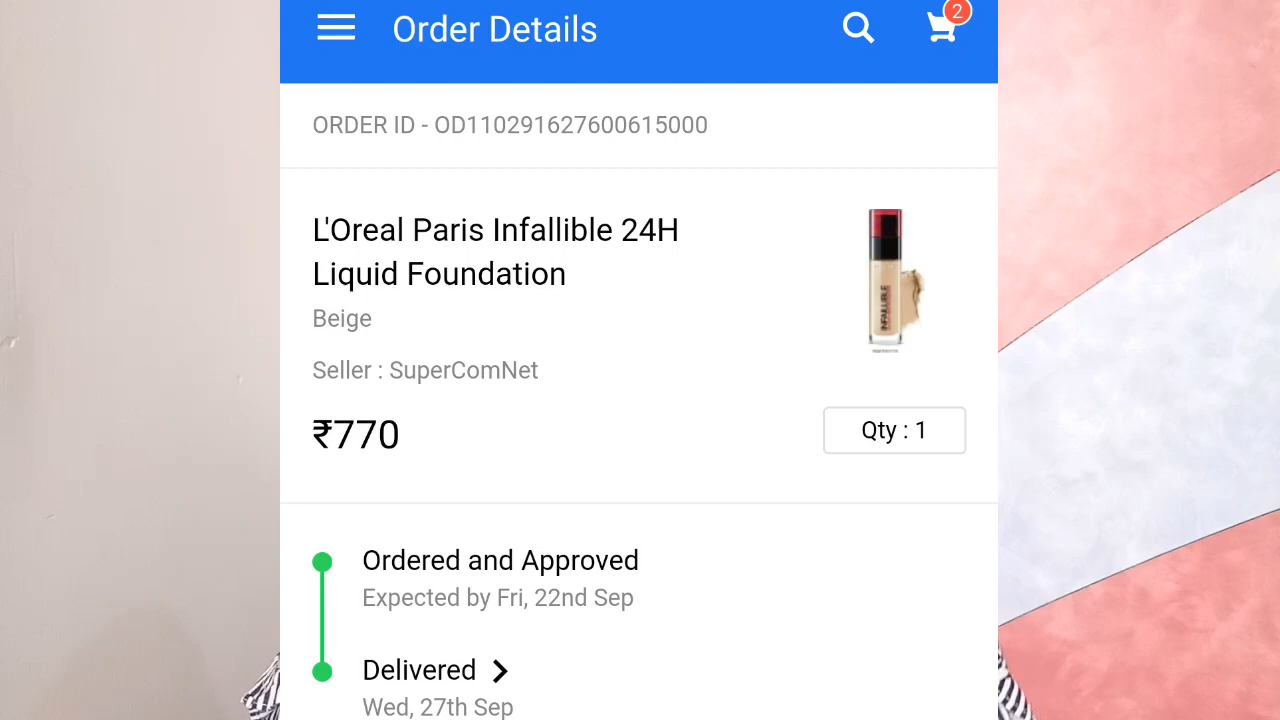 Order Details
2
ORDER ID - OD110291627600615000
L'Oreal Paris Infallible 24H
Liquid Foundation
Beige
INFAILLIBLE
Seller : SuperComNet
₹770
Qty : 1
Ordered and Approved
Expected by Fri, 22nd Sep
Delivered
Wed, 27th Sep